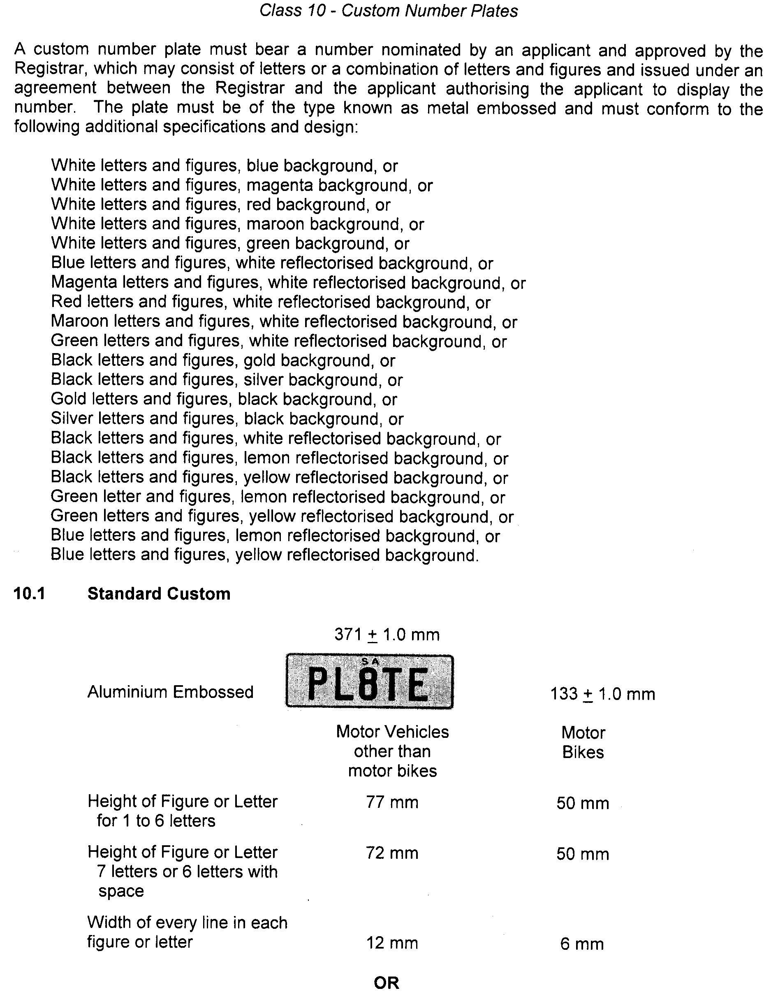 Class 10 - Custom Number Plates
A custom number plate must bear a number nominated by an applicant and approved by the
Registrar, which may consist of letters or a combination of letters and figures and issued under an
agreement between the Registrar and the applicant authorising the applicant to display the
number. The plate must be of the type known as metal embossed and must conform to the
following additional specifications and design:
White letters and figures, blue background, or
White letters and figures, magenta background, or
White letters and figures, red background, or
White letters and figures, maroon background, or
White letters and figures, green background, or
Blue letters and figures, white reflectorised background, or
Magenta letters and figures, white reflectorised background, or
Red letters and figures, white reflectorised background, or
Maroon letters and figures, white reflectorised background, or
Green letters and figures, white reflectorised background, or
Black letters and figures, gold background, or
Black letters and figures, silver background, or
Gold letters and figures, black background, or
Silver letters and figures, black background, or
Black letters and figures, white reflectorised background, or
Black letters and figures, lemon reflectorised background, or
Black letters and figures, yellow reflectorised background, or
Green letter and figures, lemon reflectorised background, or
Green letters and figures, yellow reflectorised background, or
Blue letters and figures, lemon reflectorised background, or
Blue letters and figures, yellow reflectorised background.
10.1 Standard Custom
371 ± 1.0 mm
SA
Aluminium Embossed PL8TE 133 ± 1.0 mm
Motor Vehicles Motor
other than Bikes
motor bikes
Height of Figure or Letter 77 mm 50 mm
for 1 to 6 letters
Height of Figure or Letter 72 mm 50 mm
7 letters or 6 letters with
space
Width of every line in each
figure or letter 12 mm 6 mm
OR